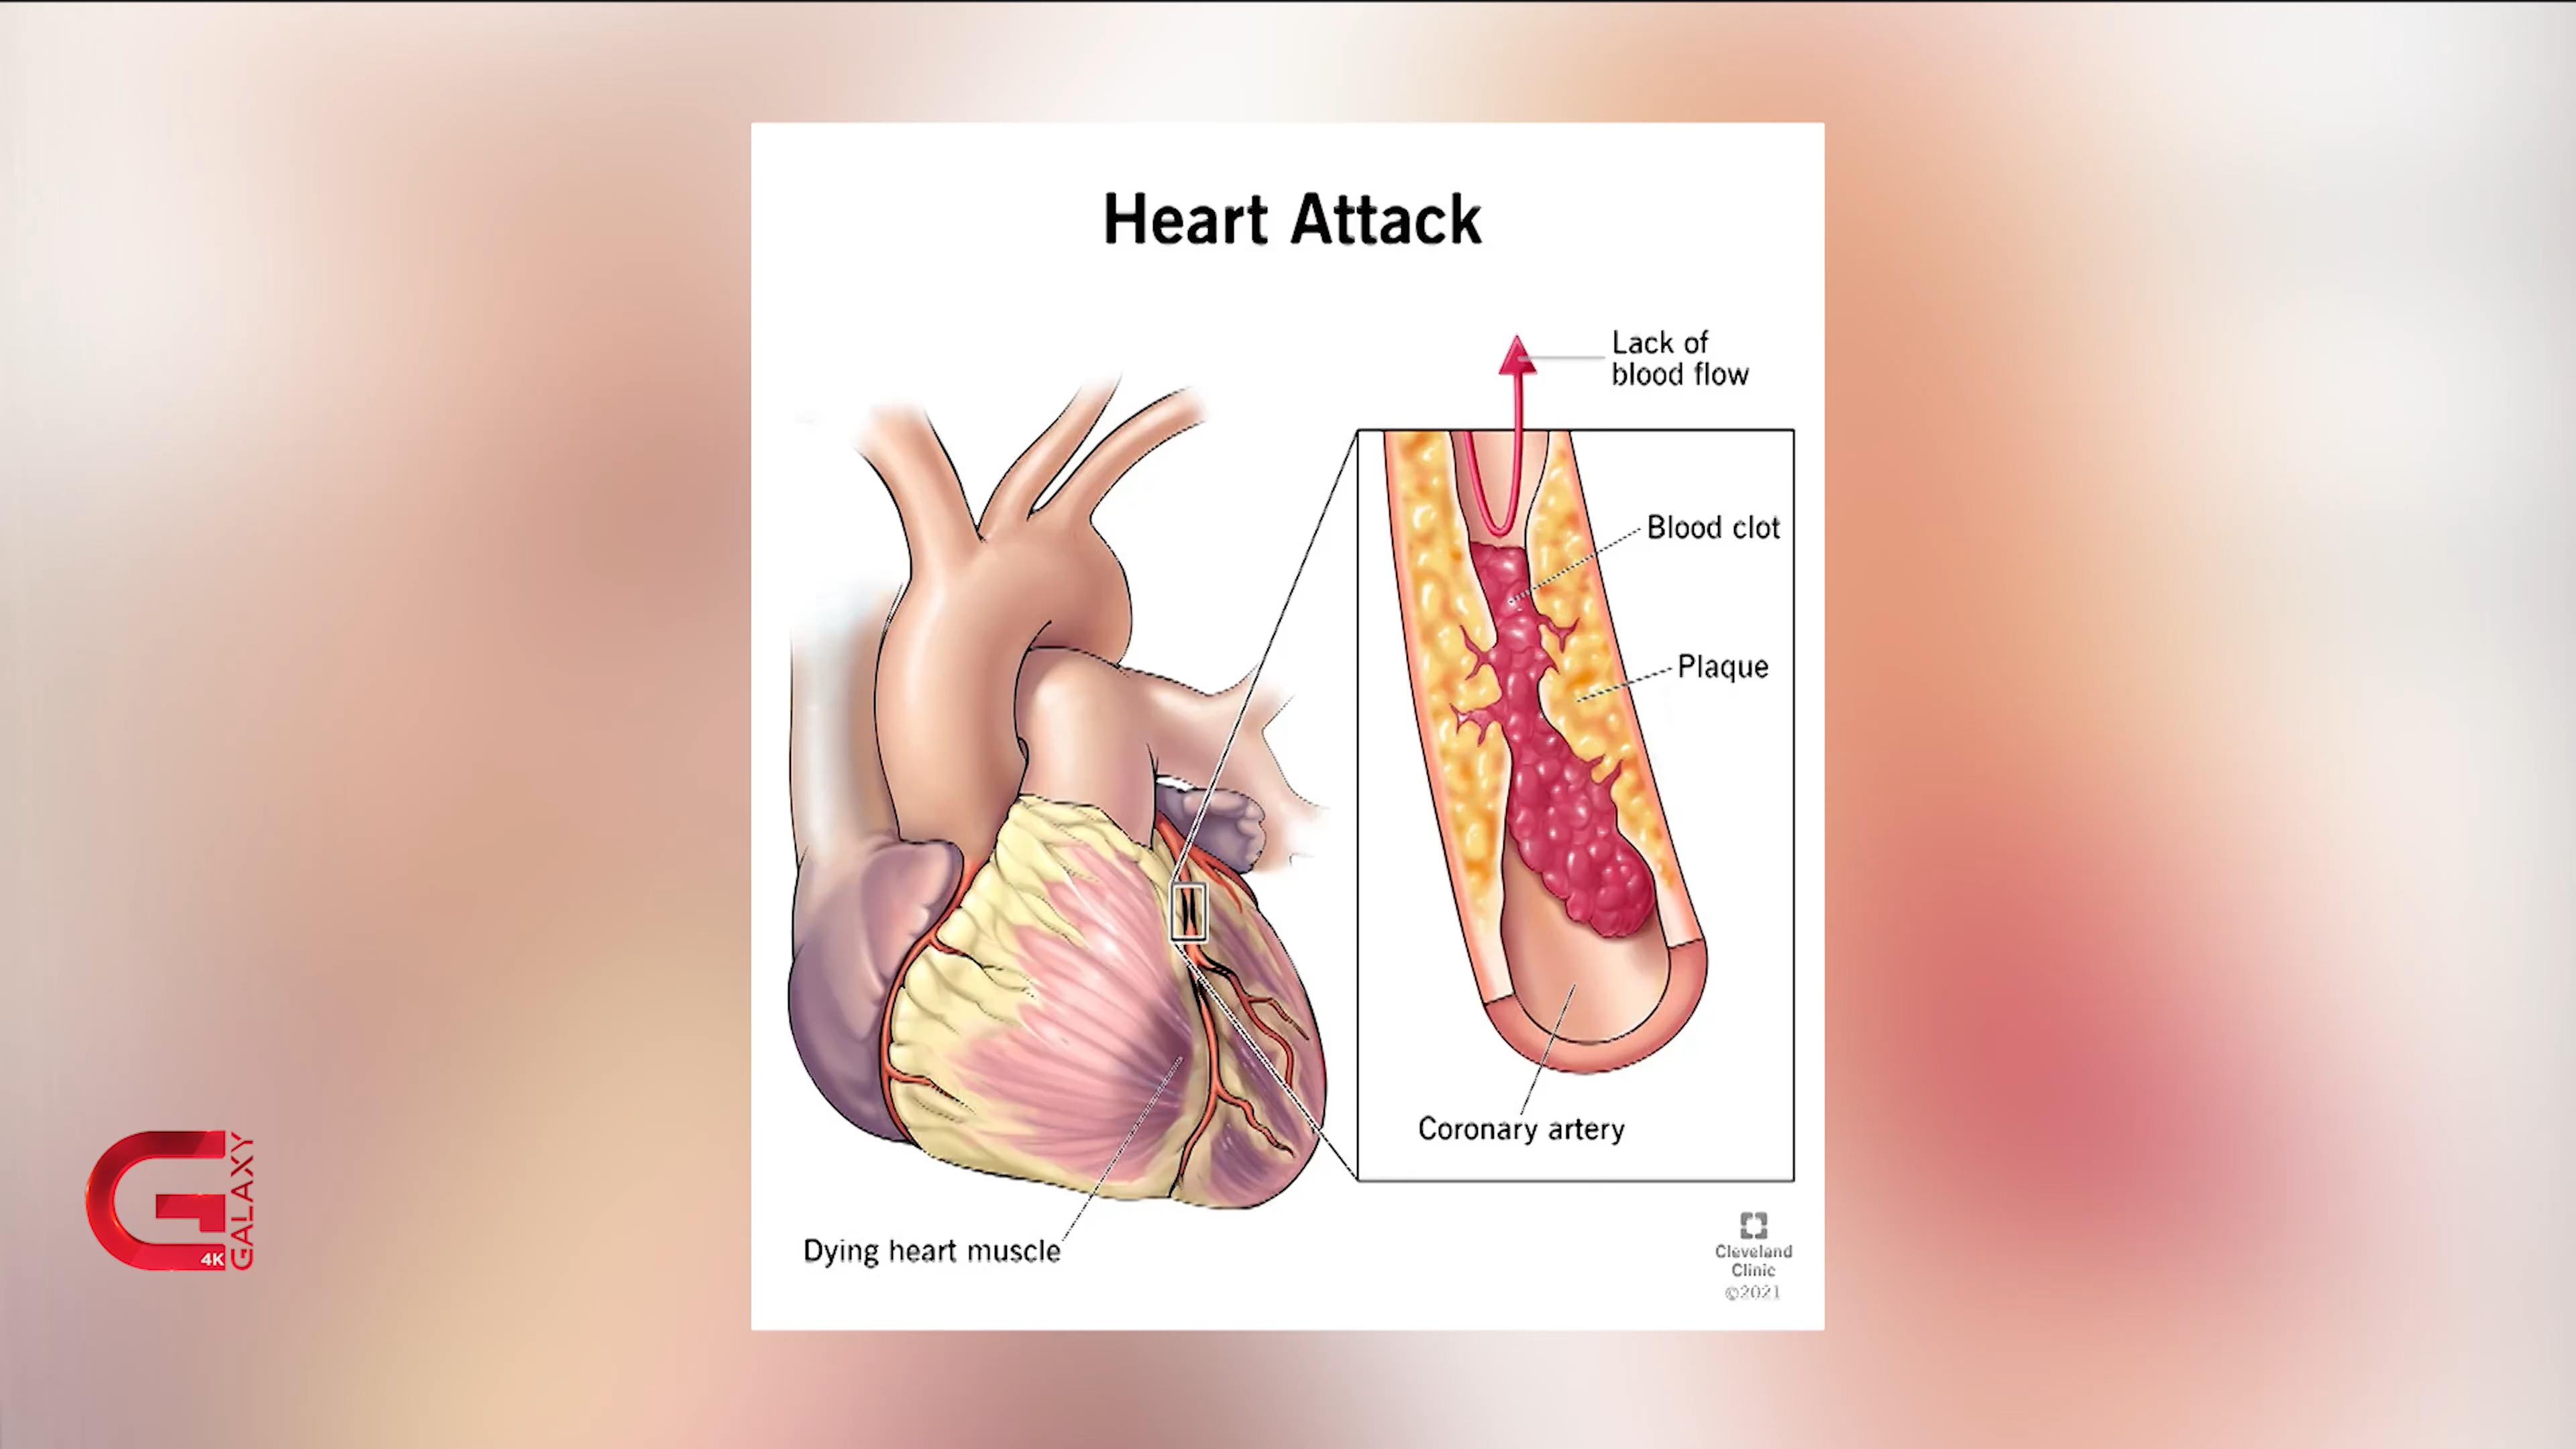 Heart Attack
Lack of
blood flow
Blood clot
Plaque
Coronary artery
Dying heart muscle
Cleveland
Clinic
©2021
GALAXY
4K